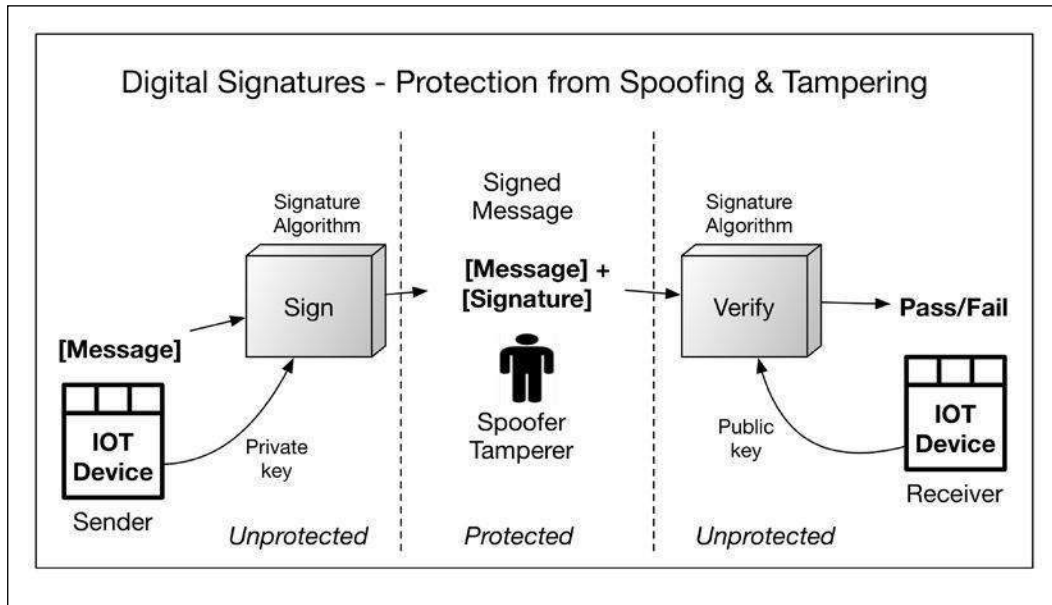 Digital Signatures - Protection from Spoofing & Tampering
Signature
Algorithm
Sign
[Message]
IOT
Device
Sender
Private
key
Unprotected
Signed
Message
[Message] +
[Signature]
Spoofer
Tamperer
Protected
Signature
Algorithm
Verify
Pass/Fail
Public
key
IOT
Device
Receiver
Unprotected